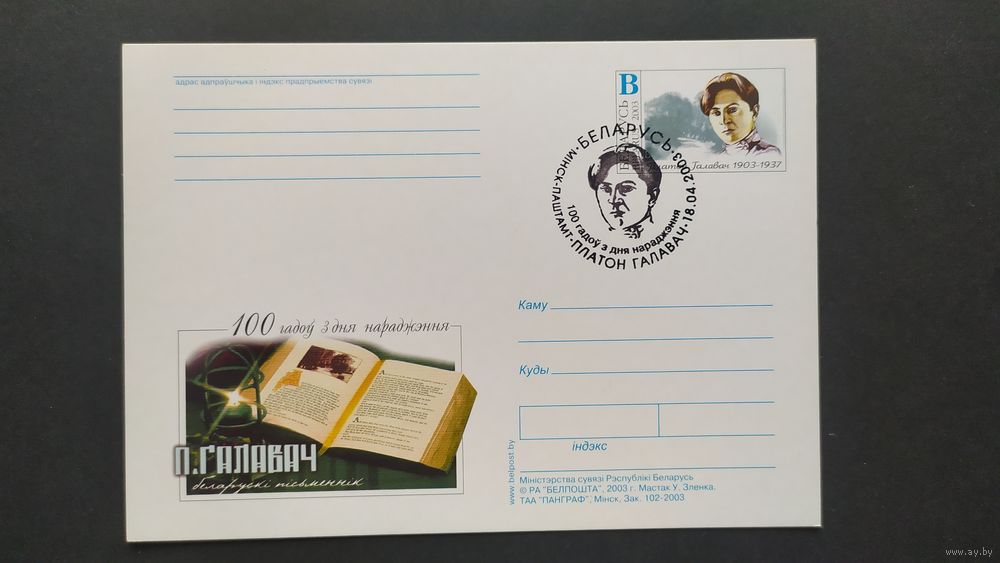 адрас адпраўшчыка і індэкс прадпрыемства сувязі
B
БЕЛАРУСЬ
2003
Галавач 1903-1937
БЕЛАРУСЬ
МІНСК-ПАШТАМТ
ПЛАТОН ГАЛАВАЧ
18.04.2003
100 гадоў з дня нараджэння
100 гадоў з дня нараджэння
П. ГАЛАВАЧ
беларускі пісьменнік
Каму
Куды
індэкс
www.belpost.by
Міністэрства сувязі Рэспублікі Беларусь
© РА "БЕЛПОШТА", 2003 г. Мастак У. Зленка.
ТАА "ПАНГРАФ", Мінск, Зак. 102-2003
www.ay.by